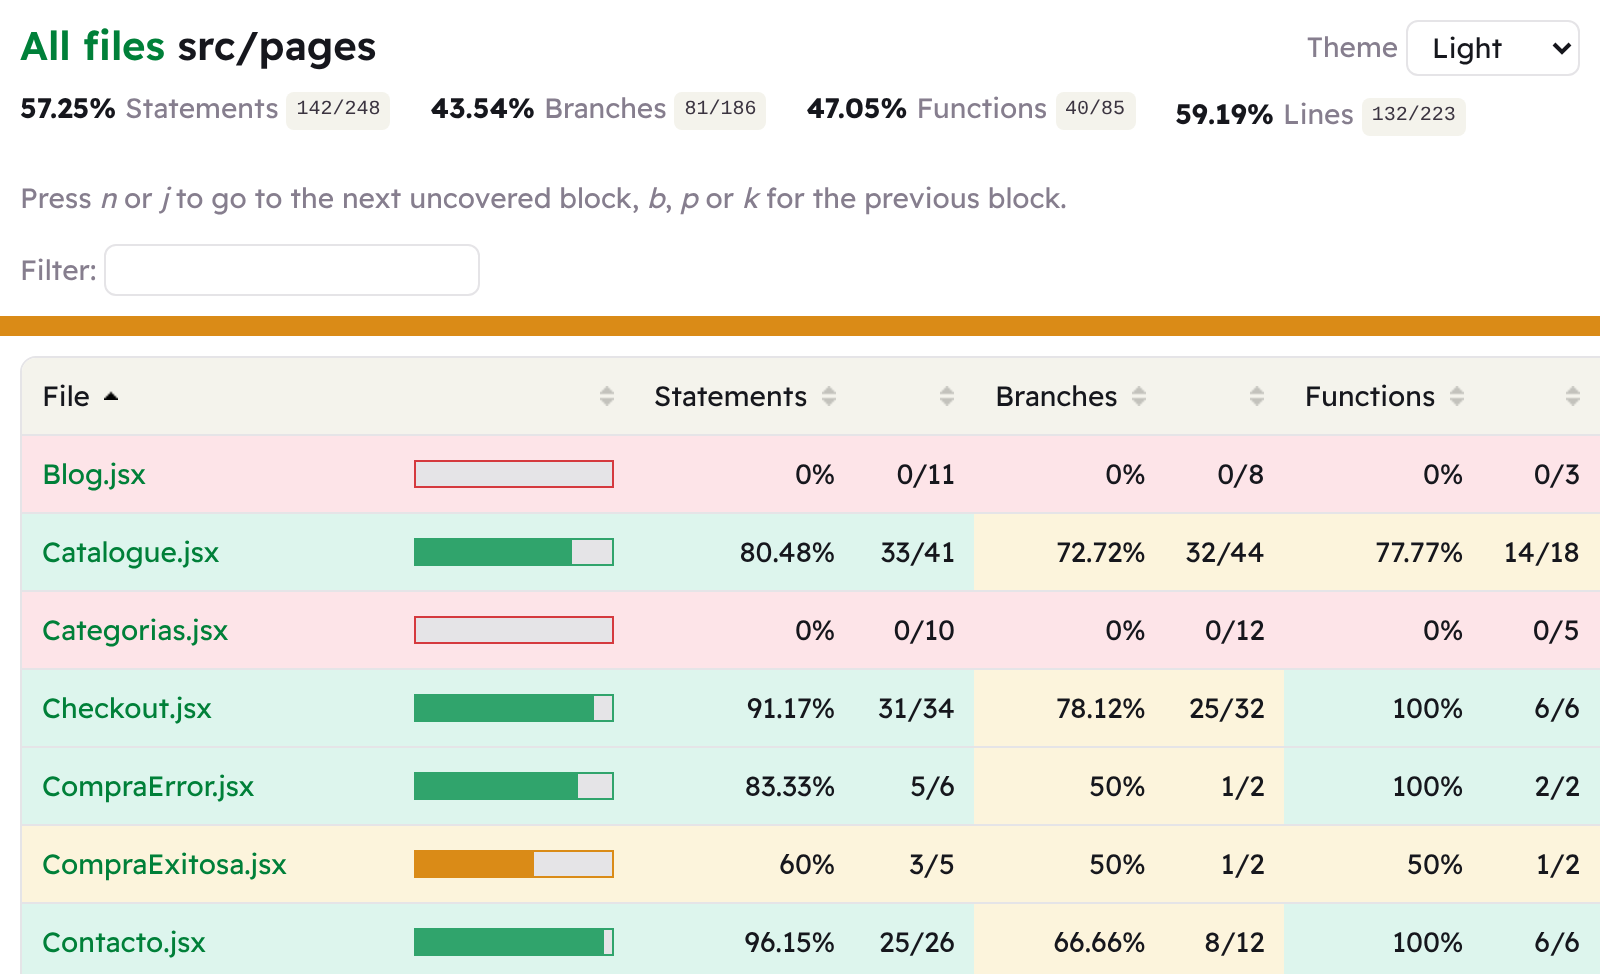 All files src/pages
Theme Light
57.25% Statements 142/248 43.54% Branches 81/186 47.05% Functions 40/85 59.19% Lines 132/223
Press n or j to go to the next uncovered block, b, p or k for the previous block.
Filter:
File Statements Branches Functions
Blog.jsx 0% 0/11 0% 0/8 0% 0/3
Catalogue.jsx 80.48% 33/41 72.72% 32/44 77.77% 14/18
Categorias.jsx 0% 0/10 0% 0/12 0% 0/5
Checkout.jsx 91.17% 31/34 78.12% 25/32 100% 6/6
CompraError.jsx 83.33% 5/6 50% 1/2 100% 2/2
CompraExitosa.jsx 60% 3/5 50% 1/2 50% 1/2
Contacto.jsx 96.15% 25/26 66.66% 8/12 100% 6/6